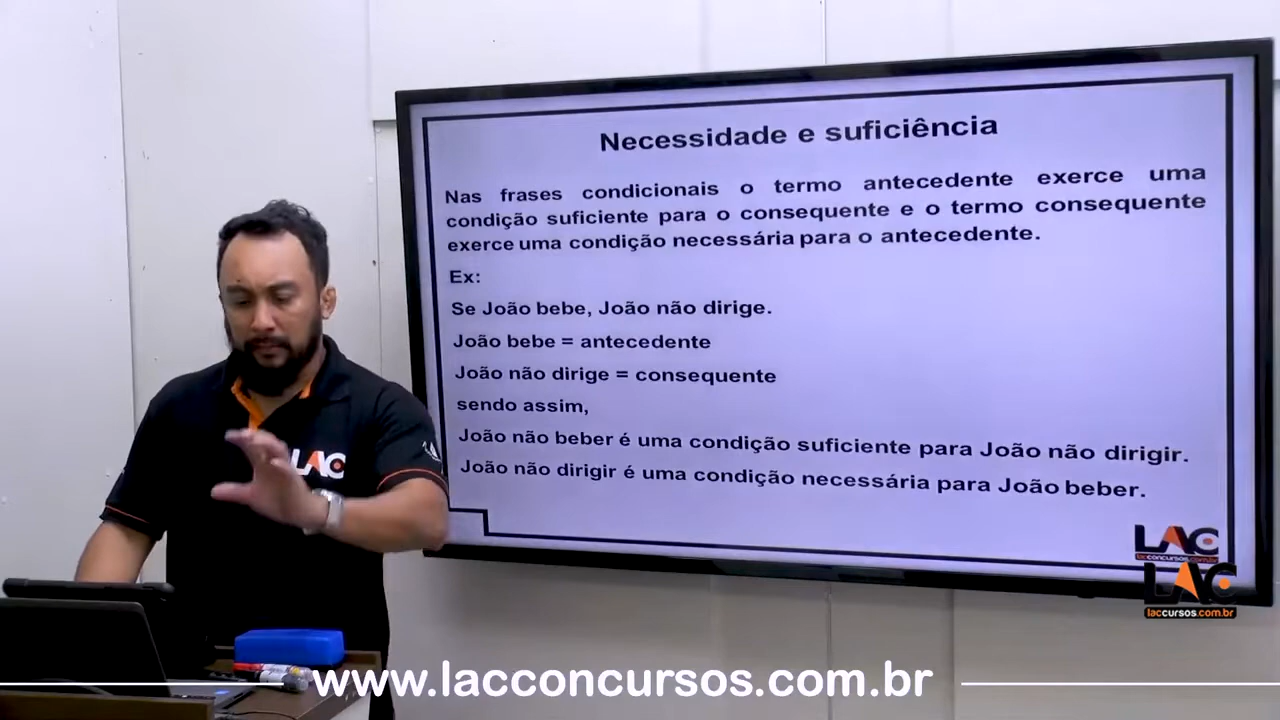 Necessidade e suficiência
Nas frases condicionais o termo antecedente exerce uma
condição suficiente para o consequente e o termo consequente
exerce uma condição necessária para o antecedente.
Ex:
Se João bebe, João não dirige.
João bebe = antecedente
João não dirige = consequente
sendo assim,
João não beber é uma condição suficiente para João não dirigir.
João não dirigir é uma condição necessária para João beber.
LAC
LAC
lacconcursos.com.br
LAC
laccursos.com.br
www.lacconcursos.com.br